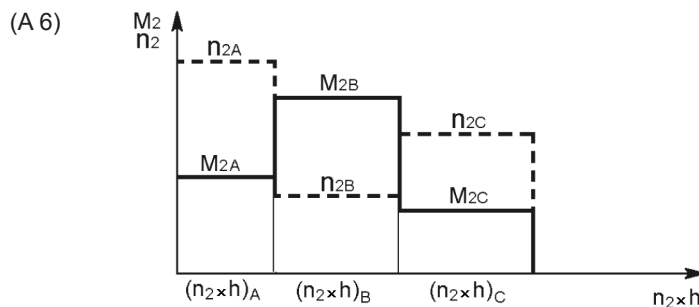 (A 6)
M2
n2
n2A
M2B
n2C
M2A
n2B
M2C
(n2×h)A
(n2×h)B
(n2×h)C
n2×h